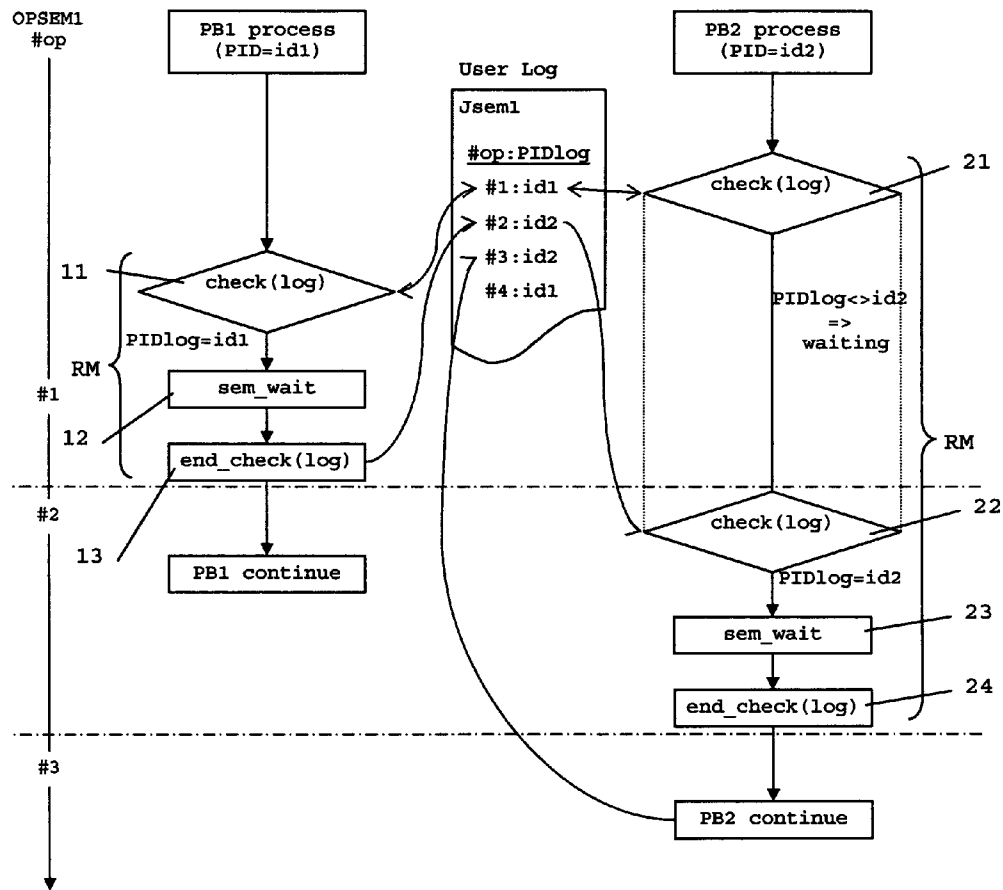 OPSEM1
#op
PB1 process
(PID=id1)
PB2 process
(PID=id2)
User Log
Jsem1
#op:PIDlog
#1:id1
#2:id2
#3:id2
#4:id1
check(log)
21
11
check(log)
PIDlog=id1
PIDlog<>id2
=>
waiting
RM
#1
sem_wait
12
end_check(log)
RM
#2
13
PB1 continue
check(log)
22
PIDlog=id2
sem_wait
23
end_check(log)
24
#3
PB2 continue